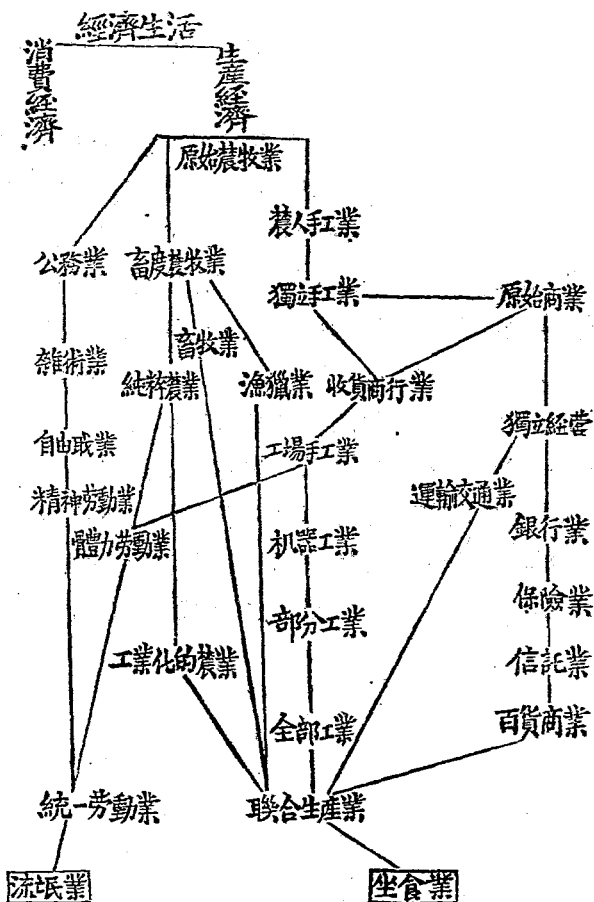 經濟生活
消費經濟
生產經濟
原始農牧業
農人手工業
公務業
畜度農牧業
獨立手工業
原始商業
雜術業
畜牧業
純粹農業
漁獵業
收貨商行業
獨立經营
自由職業
工場手工業
精神劳動業
運輸交通業
體力劳動業
机器工業
銀行業
保險業
部分工業
工業化的農業
信託業
全部工業
百貨商業
統一劳動業
聯合生產業
流氓業
坐食業